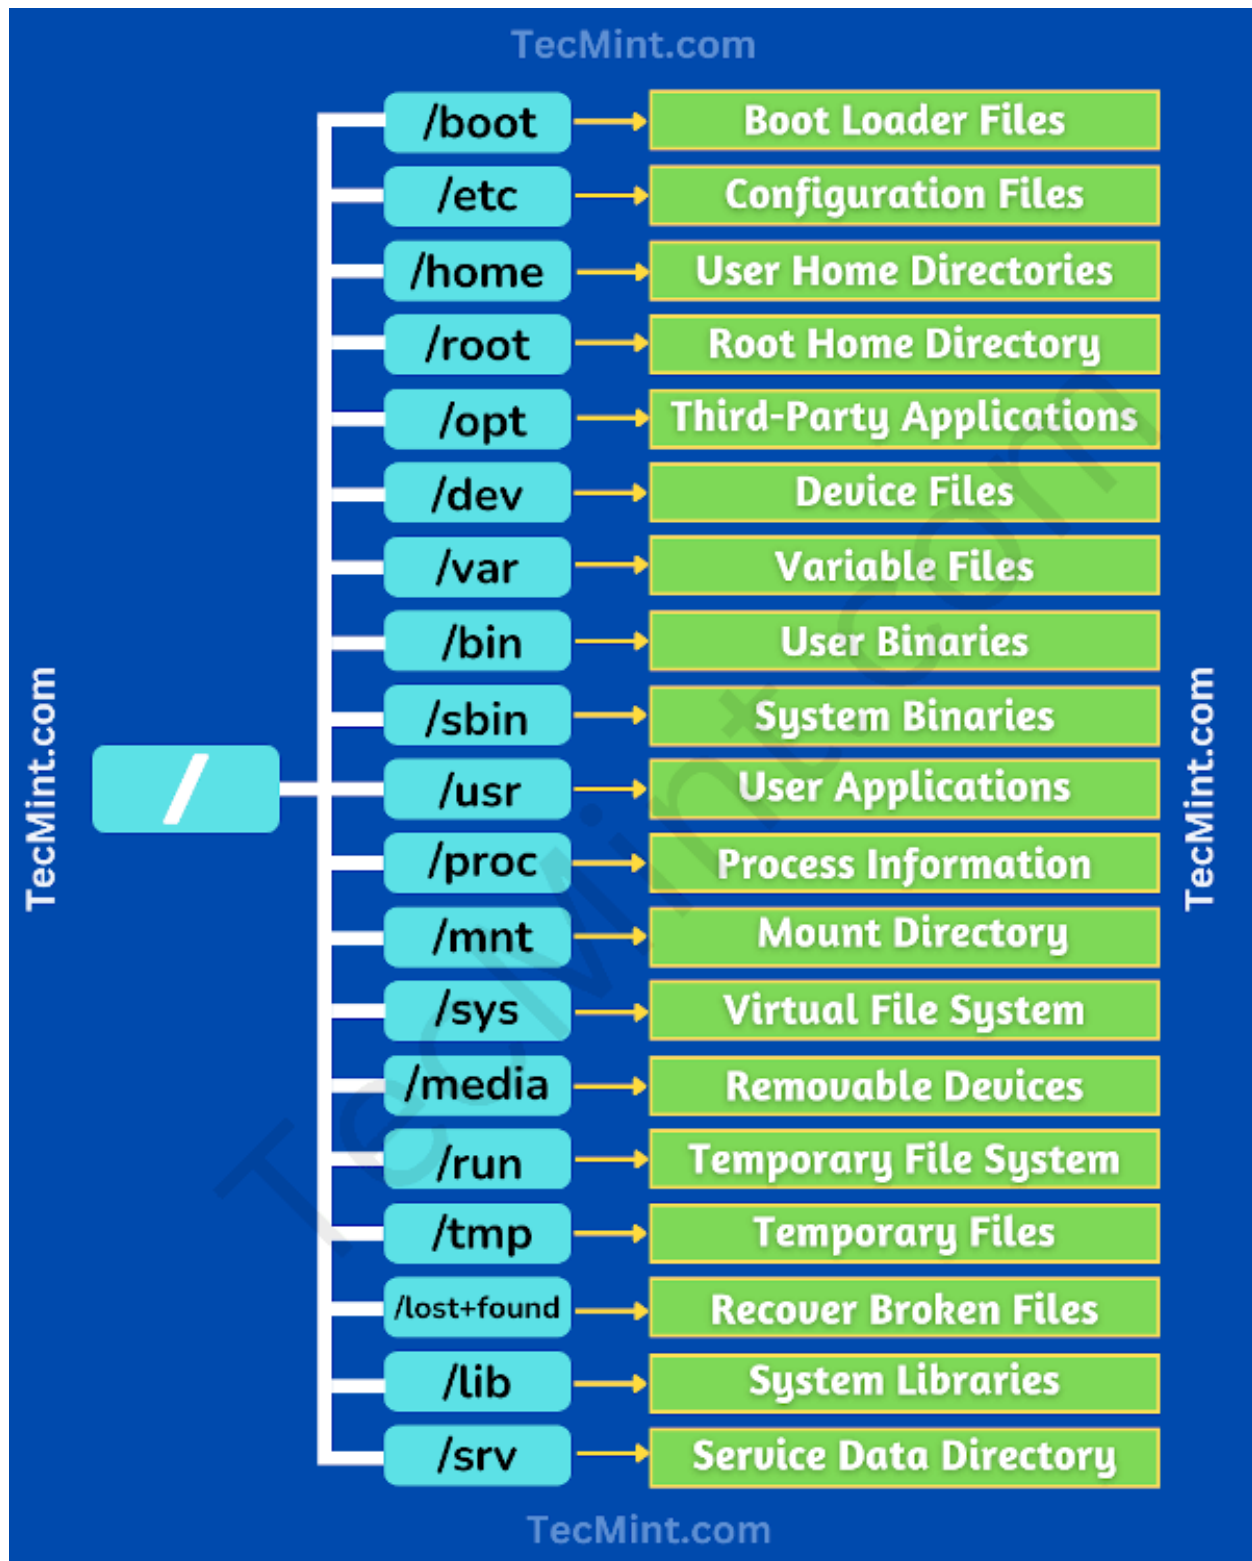 TecMint.com
/boot
Boot Loader Files
/etc
Configuration Files
/home
User Home Directories
/root
Root Home Directory
/opt
Third-Party Applications
/dev
Device Files
/var
Variable Files
/bin
User Binaries
/sbin
System Binaries
/
/usr
User Applications
/proc
Process Information
/mnt
Mount Directory
/sys
Virtual File System
/media
Removable Devices
/run
Temporary File System
/tmp
Temporary Files
/lost+found
Recover Broken Files
/lib
System Libraries
/srv
Service Data Directory
TecMint.com
TecMint.com
TecMint.com
TecMint.com